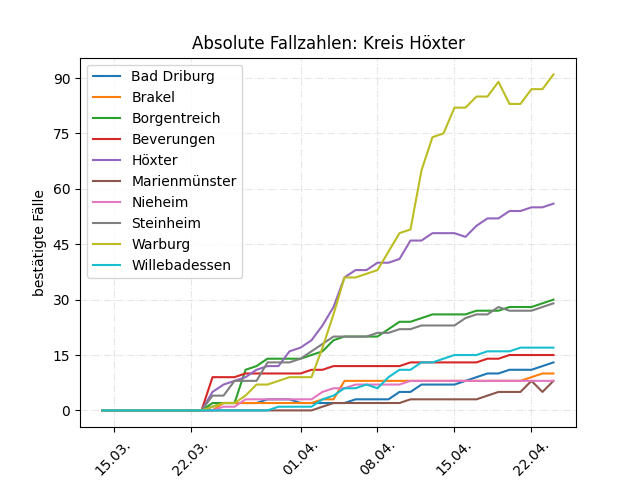 Absolute Fallzahlen: Kreis Höxter
bestätigte Fälle
90
75
60
45
30
15
0
Bad Driburg
Brakel
Borgentreich
Beverungen
Höxter
Marienmünster
Nieheim
Steinheim
Warburg
Willebadessen
15.03.
22.03.
01.04.
08.04.
15.04.
22.04.